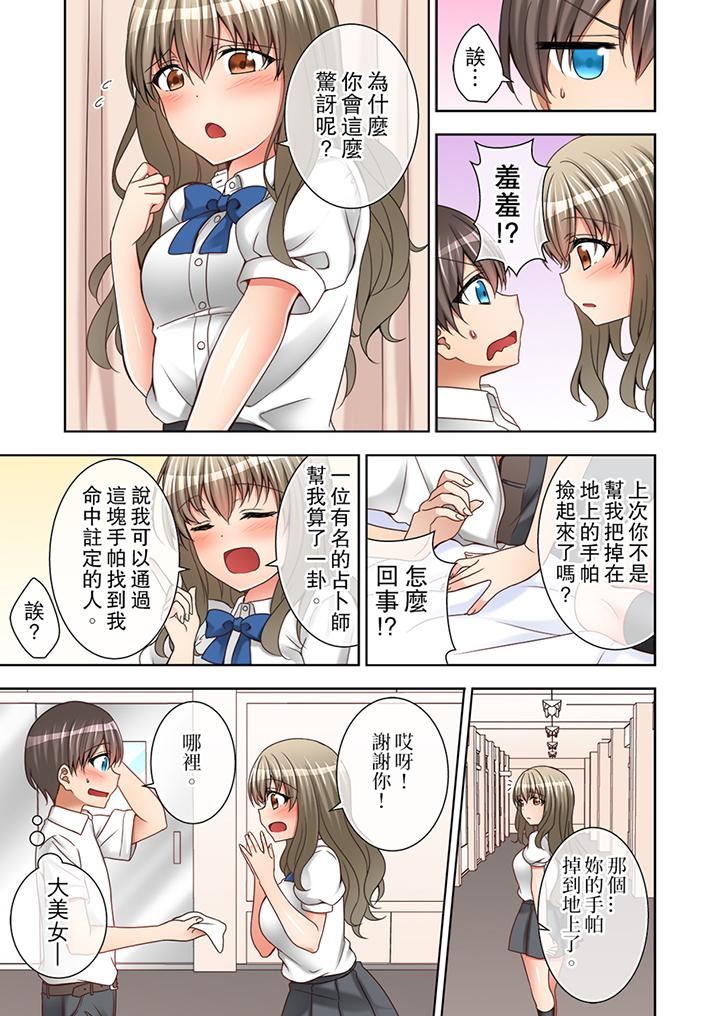 誒…
羞羞!?
為什麼
你會這麼
驚訝呢？
上次你不是
幫我把掉在
地上的手帕
撿起來了嗎？
怎麼
回事!?
一位有名的占卜師
幫我算了一卦。
說我可以通過
這塊手帕找到我
命中註定的人。
誒？
那個…
妳的手帕
掉到地上了。
哎呀！
謝謝你！
哪裡。
大美女—